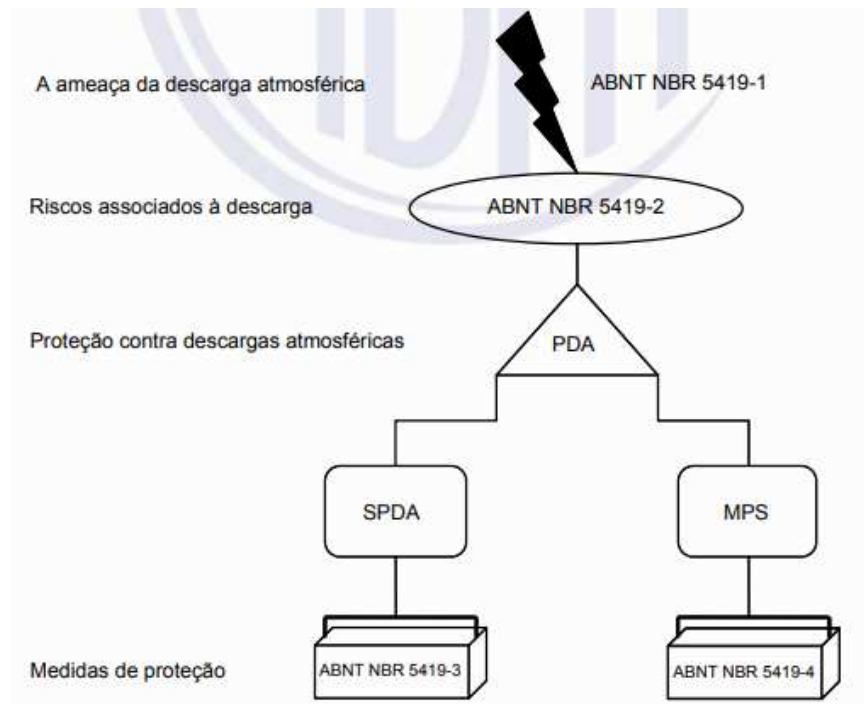 A ameaça da descarga atmosférica
ABNT NBR 5419-1
Riscos associados à descarga
ABNT NBR 5419-2
Proteção contra descargas atmosféricas
PDA
SPDA
MPS
Medidas de proteção
ABNT NBR 5419-3
ABNT NBR 5419-4